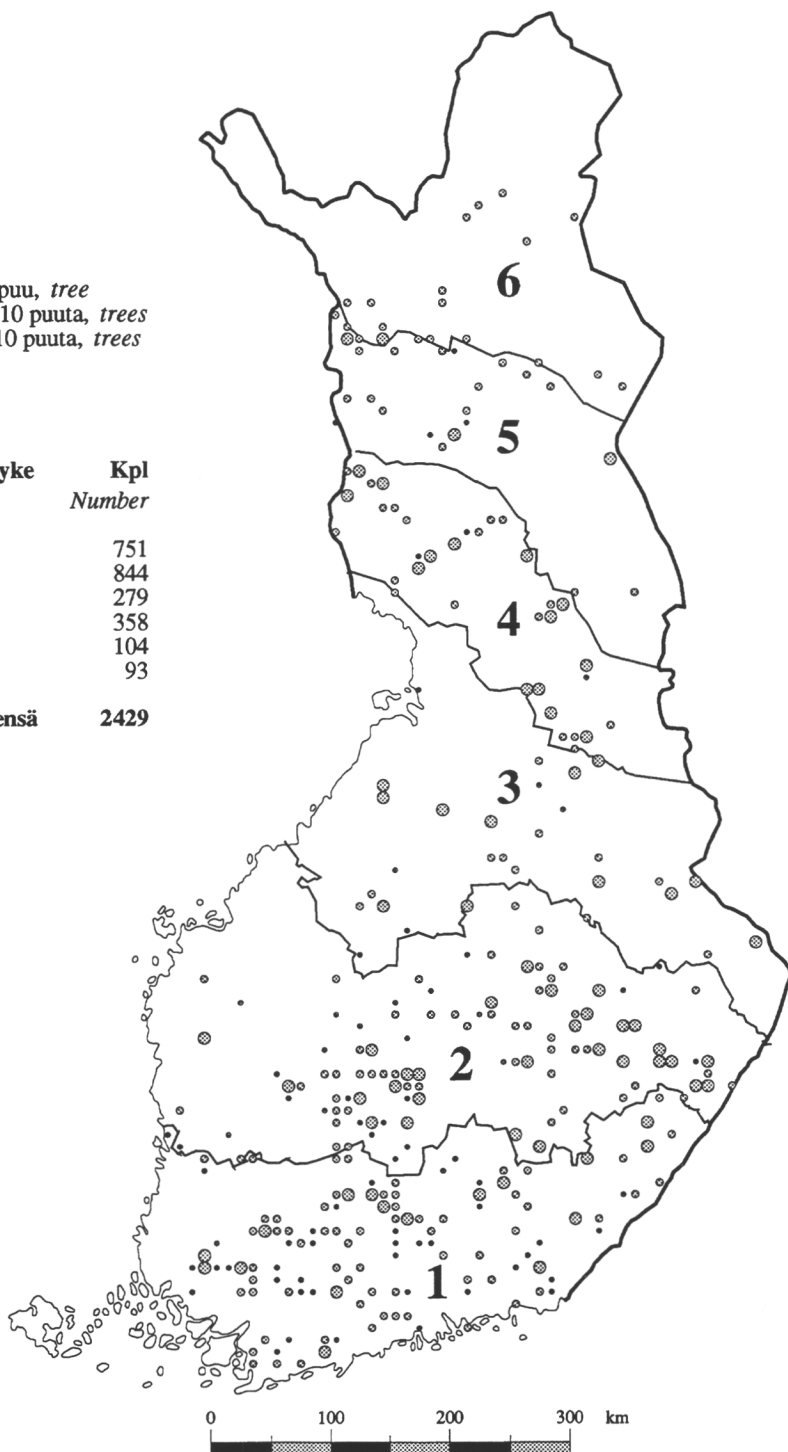 puu, tree
10 puuta, trees
10 puuta, trees
yke Kpl
Number
751
844
279
358
104
93
ensä 2429
6
5
4
3
2
1
0 100 200 300 km